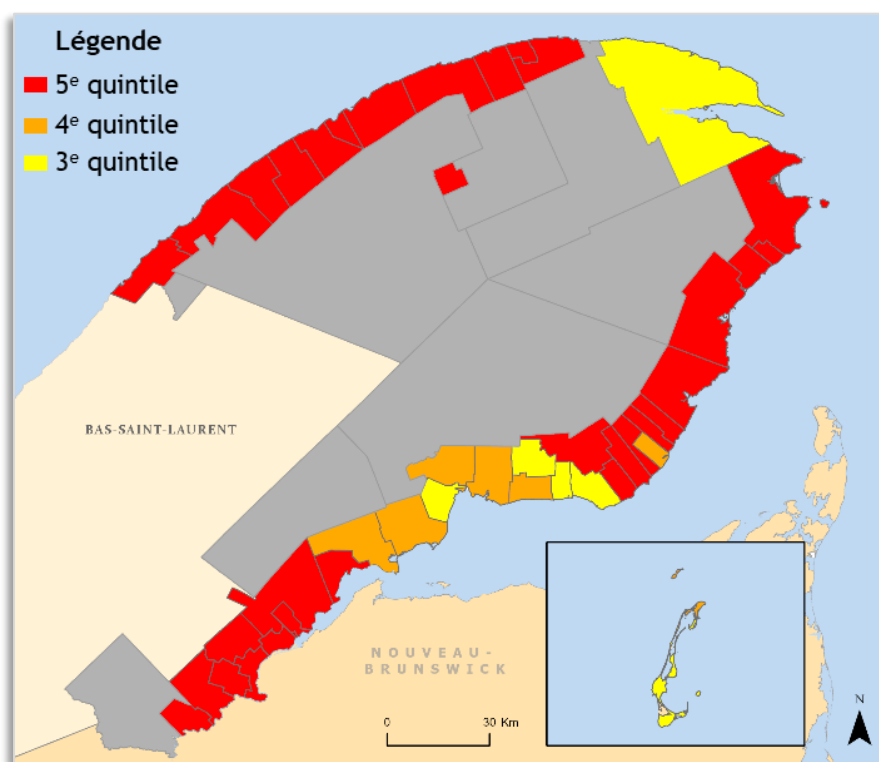 Légende
5e quintile
4e quintile
3e quintile
BAS-SAINT-LAURENT
NOUVEAU-
BRUNSWICK
0 30 Km
N